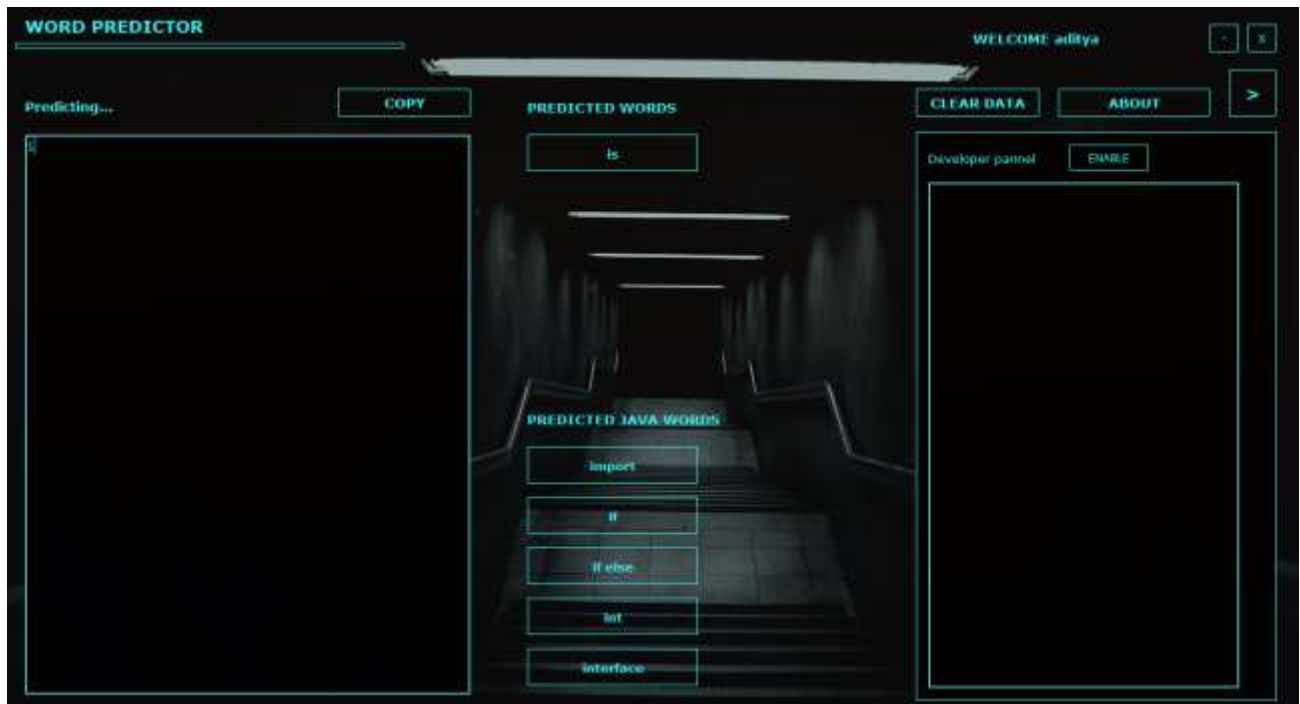 WORD PREDICTOR
WELCOME aditya
-
x
Predicting...
COPY
PREDICTED WORDS
CLEAR DATA
ABOUT
>
i
is
Developer pannel
ENABLE
PREDICTED JAVA WORDS
import
if
if else
int
interface